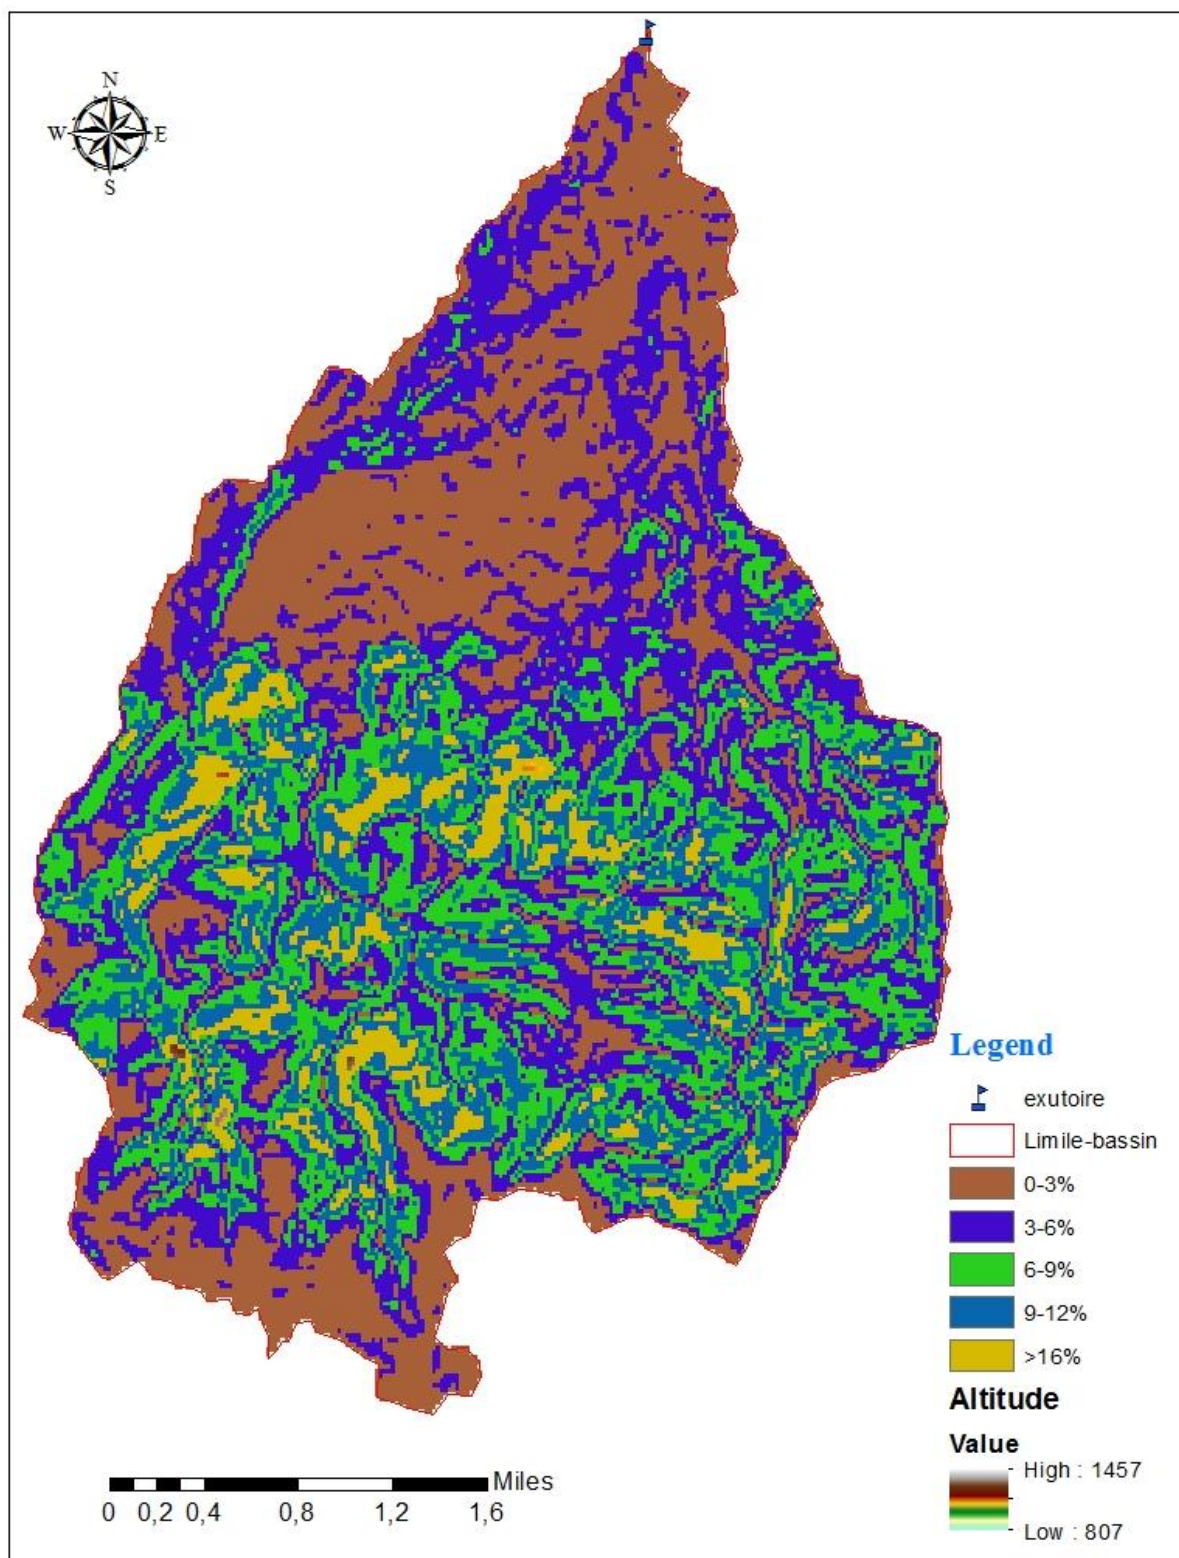 N
W E
S
Legend
exutoire
Limile-bassin
0-3%
3-6%
6-9%
9-12%
>16%
Altitude
Value
High : 1457
Low : 807
Miles
0 0,2 0,4 0,8 1,2 1,6